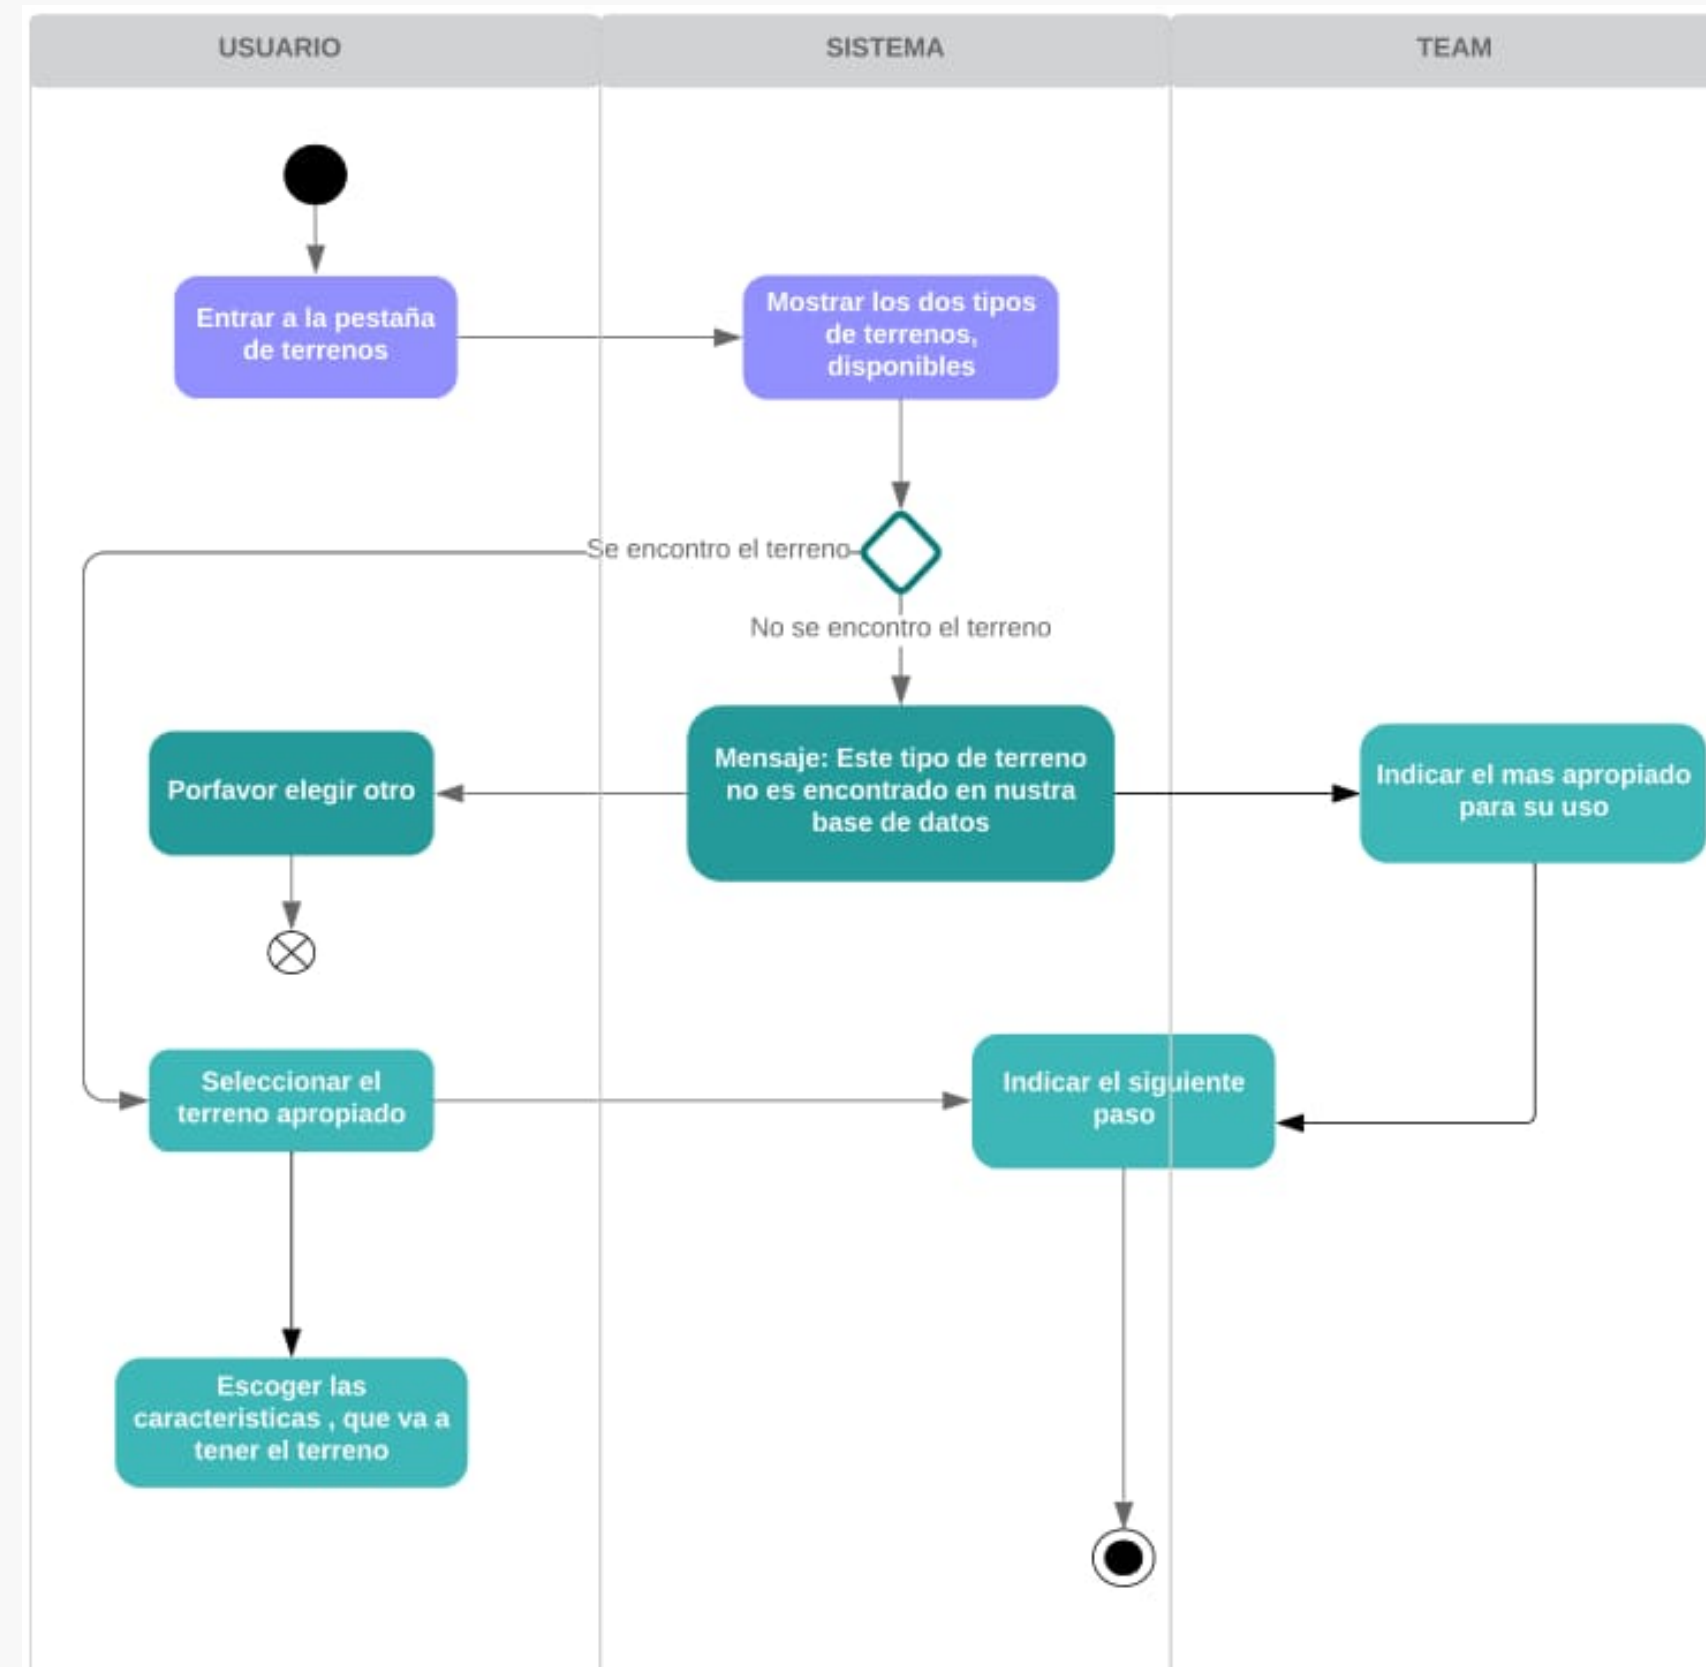 USUARIO
SISTEMA
TEAM
Entrar a la pestaña
de terrenos
Mostrar los dos tipos
de terrenos,
disponibles
Se encontro el terreno
No se encontro el terreno
Porfavor elegir otro
Mensaje: Este tipo de terreno
no es encontrado en nustra
base de datos
Indicar el mas apropiado
para su uso
Seleccionar el
terreno apropiado
Indicar el siguiente
paso
Escoger las
caracteristicas , que va a
tener el terreno